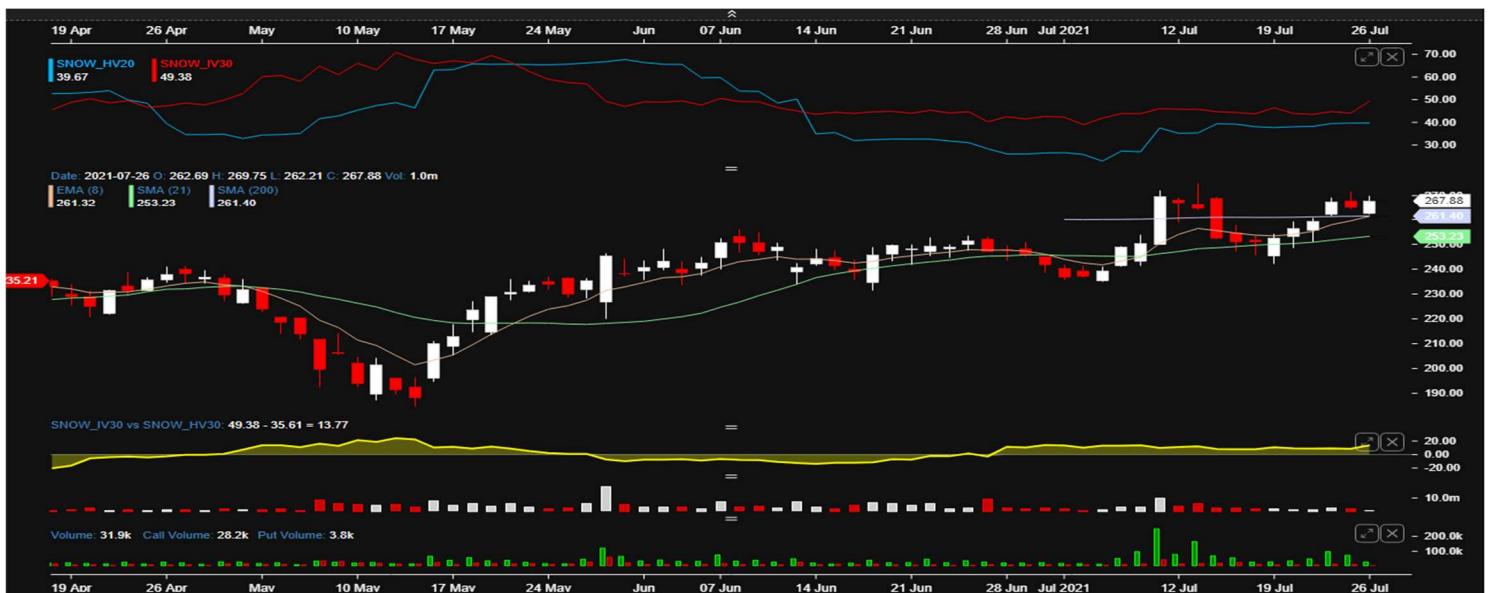 19 Apr 26 Apr May 10 May 17 May 24 May Jun 07 Jun 14 Jun 21 Jun 28 Jun Jul 2021 12 Jul 19 Jul 26 Jul
SNOW_HV20 SNOW_IV30
39.67 49.38
70.00
60.00
50.00
40.00
30.00
Date: 2021-07-26 O: 262.69 H: 269.75 L: 262.21 C: 267.88 Vol: 1.0m
EMA (8) SMA (21) SMA (200)
261.32 253.23 261.40
270.00
267.88
261.40
253.23
250.00
240.00
35.21
230.00
220.00
210.00
200.00
190.00
SNOW_IV30 vs SNOW_HV30: 49.38 - 35.61 = 13.77
20.00
0.00
-20.00
10.0m
Volume: 31.9k Call Volume: 28.2k Put Volume: 3.8k
200.0k
100.0k
19 Apr 26 Apr May 10 May 17 May 24 May Jun 07 Jun 14 Jun 21 Jun 28 Jun Jul 2021 12 Jul 19 Jul 26 Jul